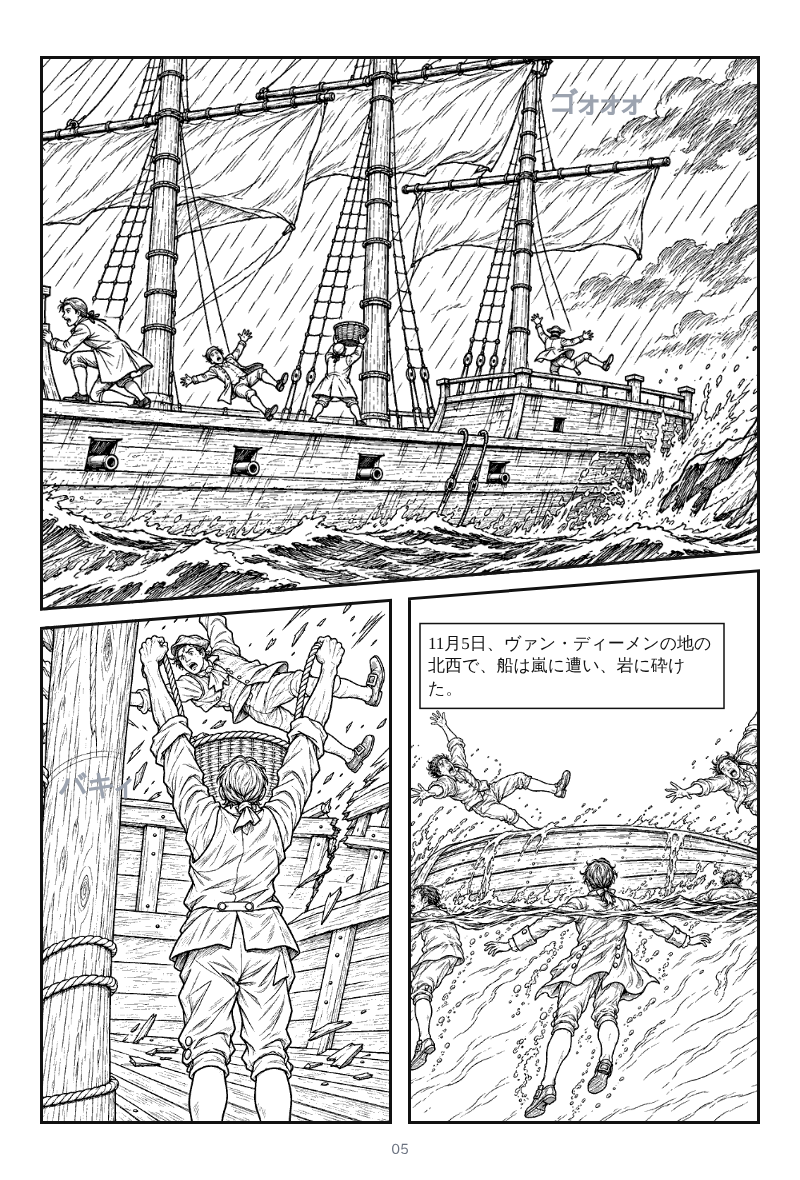 ゴォォォ
11月5日、ヴァン・ディーメンの地の
北西で、船は嵐に遭い、岩に砕け
た。
バキィ
05